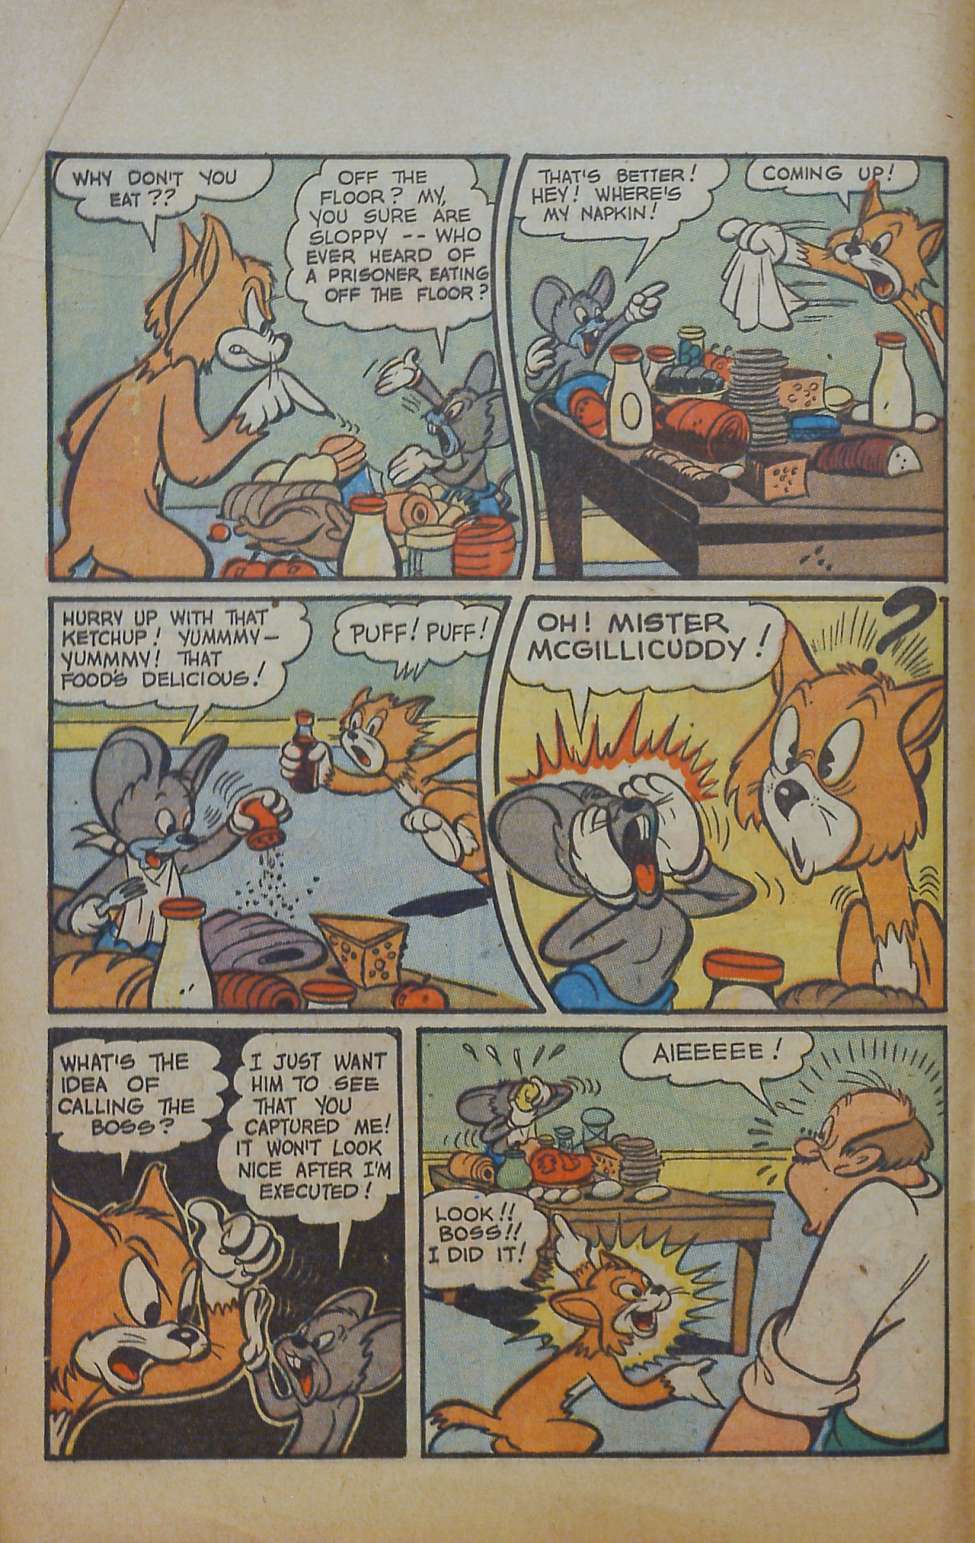 WHY DON'T YOU
EAT??
OFF THE
FLOOR? MY,
YOU SURE ARE
SLOPPY -- WHO
EVER HEARD OF
A PRISONER EATING
OFF THE FLOOR?
THAT'S BETTER!
HEY! WHERE'S
MY NAPKIN!
COMING UP!
HURRY UP WITH THAT
KETCHUP! YUMMMY—
YUMMMY! THAT
FOOD'S DELICIOUS!
PUFF! PUFF!
OH! MISTER
MCGILLICUDDY!
?
WHAT'S THE
IDEA OF
CALLING THE
BOSS?
I JUST WANT
HIM TO SEE
THAT YOU
CAPTURED ME!
IT WON'T LOOK
NICE AFTER I'M
EXECUTED!
AIEEEEE!
LOOK!!
BOSS!!
I DID IT!